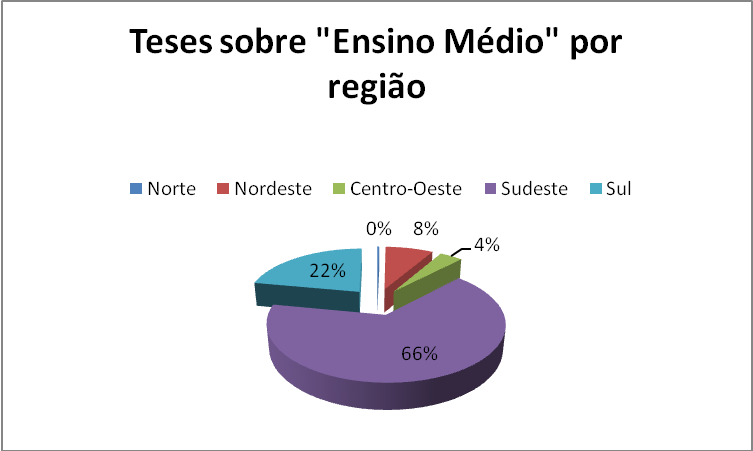 Teses sobre "Ensino Médio" por
região
Norte Nordeste Centro-Oeste Sudeste Sul
0% 8%
4%
22%
66%